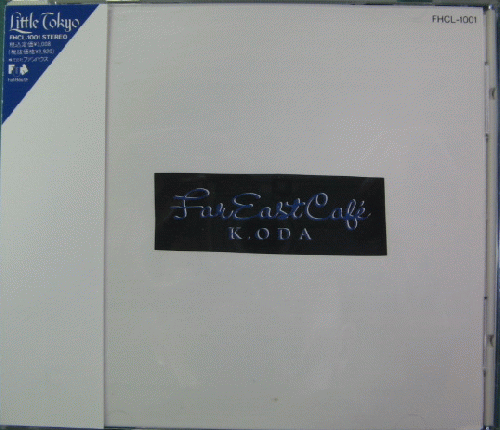 Little Tokyo
FHCL-1001 STEREO
FHCL-1001
Far East Café
K.ODA